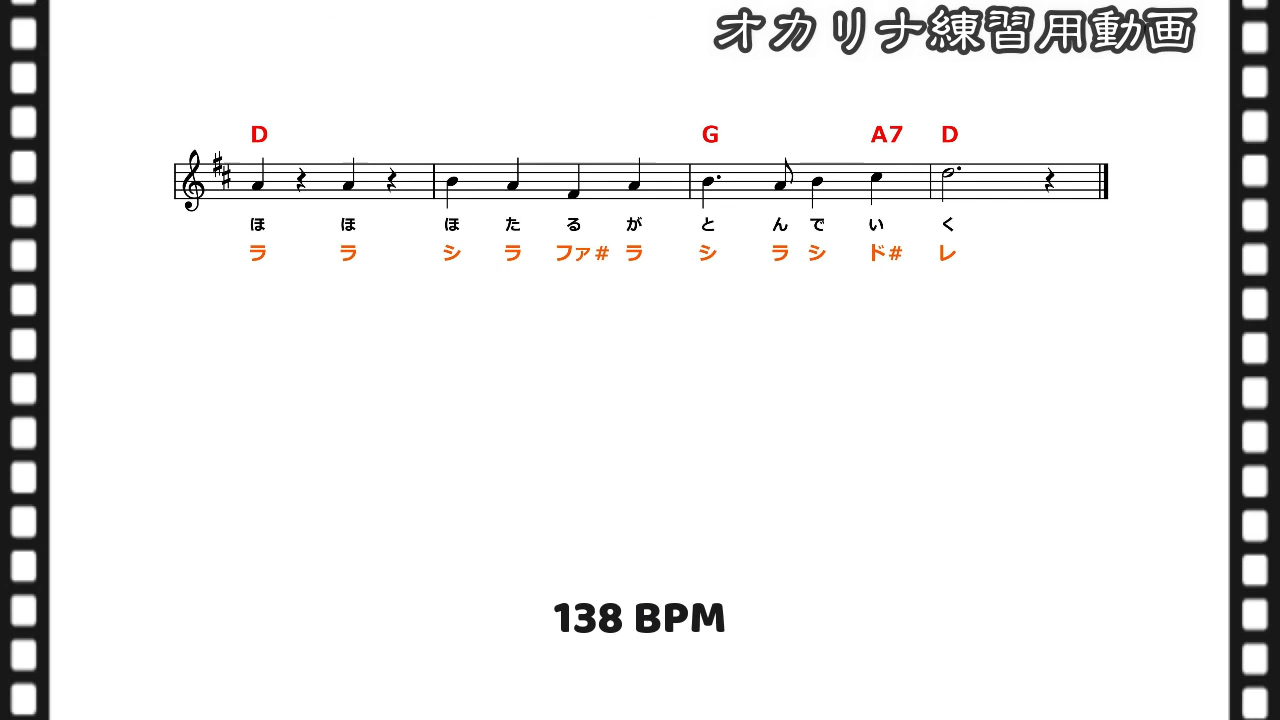 オカリナ練習用動画
D G A7 D
ほ ほ ほ た る が と ん で い く
ラ ラ シ ラ ファ# ラ シ ラ シ ド# レ
138 BPM